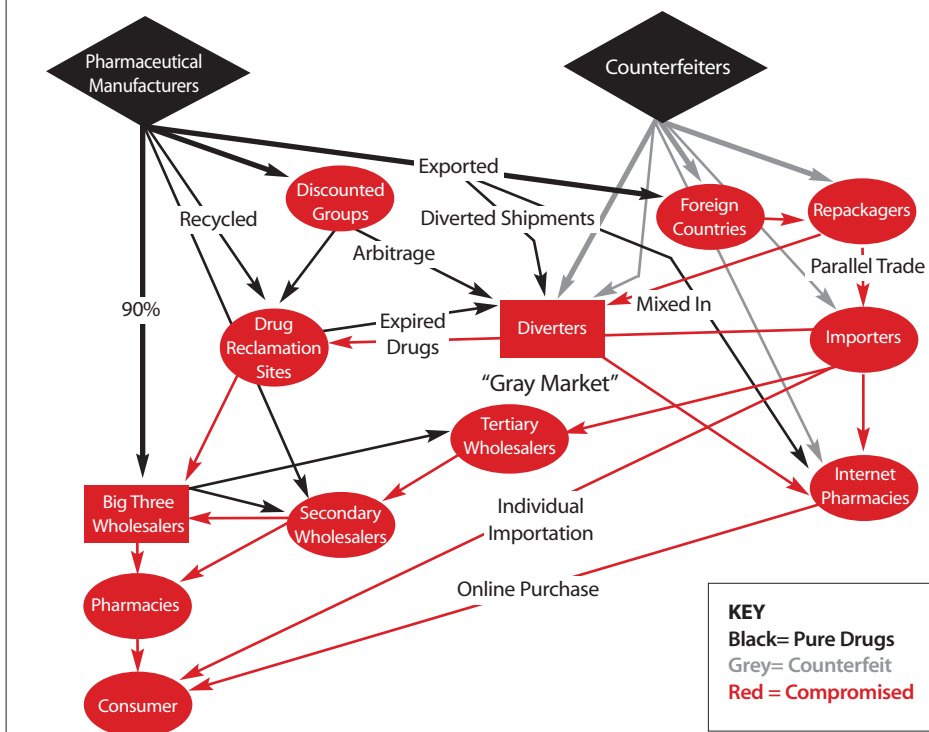 Pharmaceutical
Manufacturers
Counterfeiters
Exported
Discounted
Groups
Recycled
Diverted Shipments
Foreign
Countries
Repackagers
Arbitrage
Parallel Trade
90%
Mixed In
Drug
Reclamation
Sites
Expired
Drugs
Diverters
Importers
"Gray Market"
Tertiary
Wholesalers
Internet
Pharmacies
Big Three
Wholesalers
Secondary
Wholesalers
Individual
Importation
Pharmacies
Online Purchase
Consumer
KEY
Black= Pure Drugs
Grey= Counterfeit
Red = Compromised